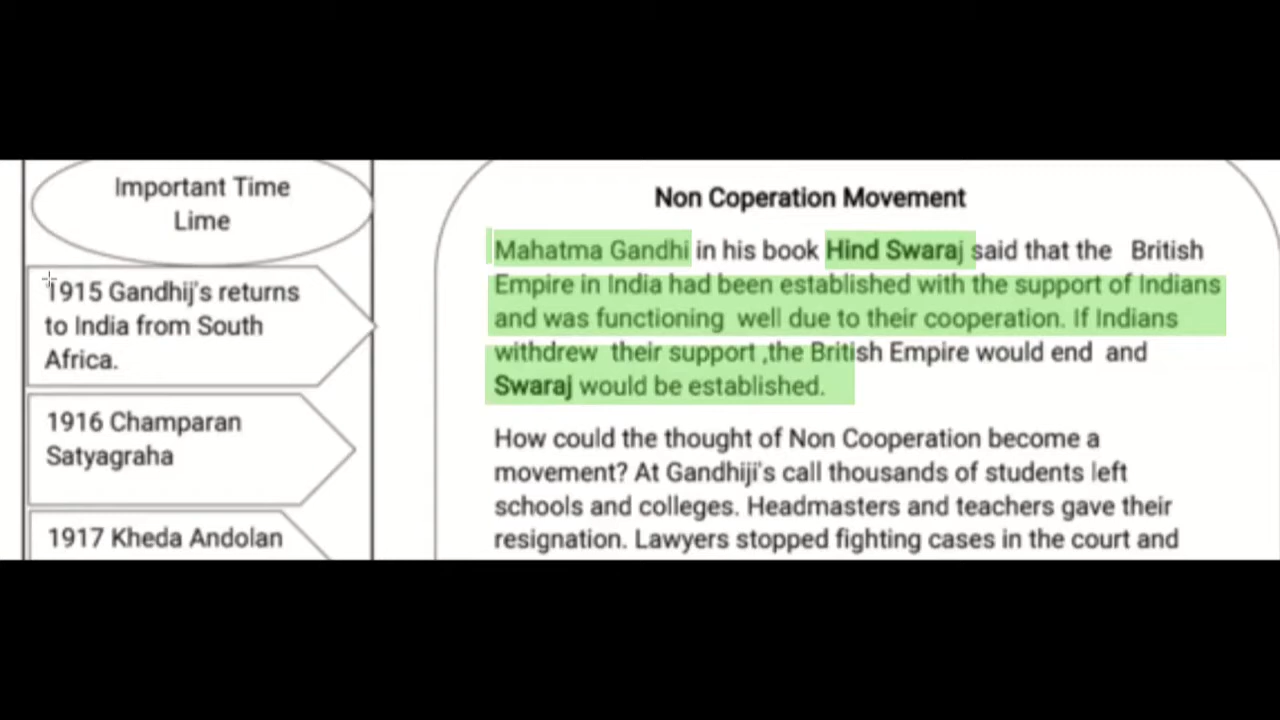 Important Time
Lime
1915 Gandhij's returns
to India from South
Africa.
1916 Champaran
Satyagraha
1917 Kheda Andolan
Non Coperation Movement
Mahatma Gandhi in his book Hind Swaraj said that the British
Empire in India had been established with the support of Indians
and was functioning well due to their cooperation. If Indians
withdrew their support ,the British Empire would end and
Swaraj would be established.
How could the thought of Non Cooperation become a
movement? At Gandhiji's call thousands of students left
schools and colleges. Headmasters and teachers gave their
resignation. Lawyers stopped fighting cases in the court and